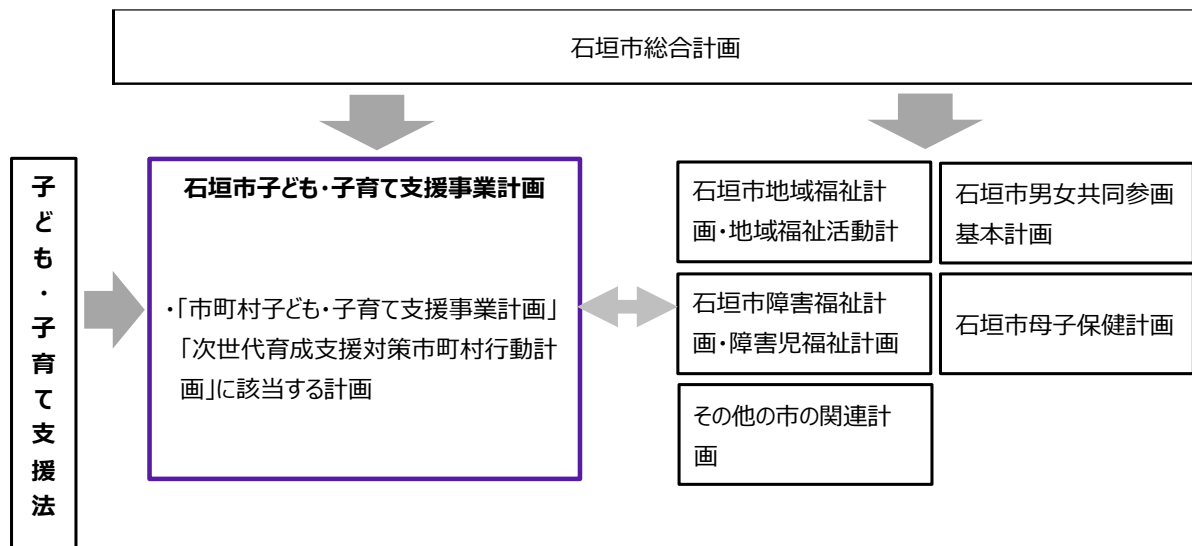 石垣市総合計画
子ども・子育て支援法
石垣市子ども・子育て支援事業計画
・「市町村子ども・子育て支援事業計画」
「次世代育成支援対策市町村行動計
画」に該当する計画
石垣市地域福祉計
画・地域福祉活動計
石垣市男女共同参画
基本計画
石垣市障害福祉計
画・障害児福祉計画
石垣市母子保健計画
その他の市の関連計
画